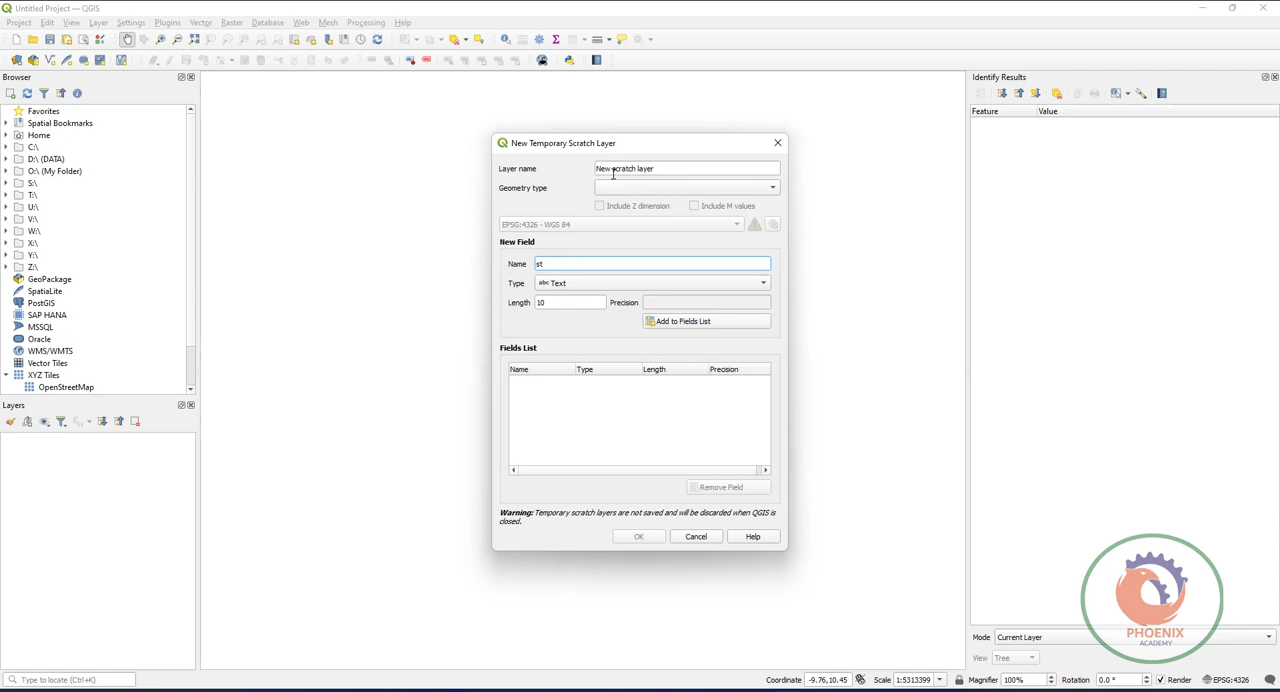 Untitled Project — QGIS
Project Edit View Layer Settings Plugins Vector Raster Database Web Mesh Processing Help
Browser
Favorites
Spatial Bookmarks
Home
C:\
D:\ (DATA)
O:\ (My Folder)
S:\
T:\
U:\
V:\
W:\
X:\
Y:\
Z:\
GeoPackage
SpatiaLite
PostGIS
SAP HANA
MSSQL
Oracle
WMS/WMTS
Vector Tiles
XYZ Tiles
OpenStreetMap
Layers
New Temporary Scratch Layer
Layer name New scratch layer
Geometry type
Include Z dimension Include M values
EPSG:4326 - WGS 84
New Field
Name st
Type abc Text
Length 10 Precision
Add to Fields List
Fields List
Name Type Length Precision
Remove Field
Warning: Temporary scratch layers are not saved and will be discarded when QGIS is
closed.
OK Cancel Help
Identify Results
Feature Value
PHOENIX
ACADEMY
Mode Current Layer
View Tree
Type to locate (Ctrl+K)
Coordinate -9.76,10.45 Scale 1:5313399 Magnifier 100% Rotation 0.0 ° Render EPSG:4326